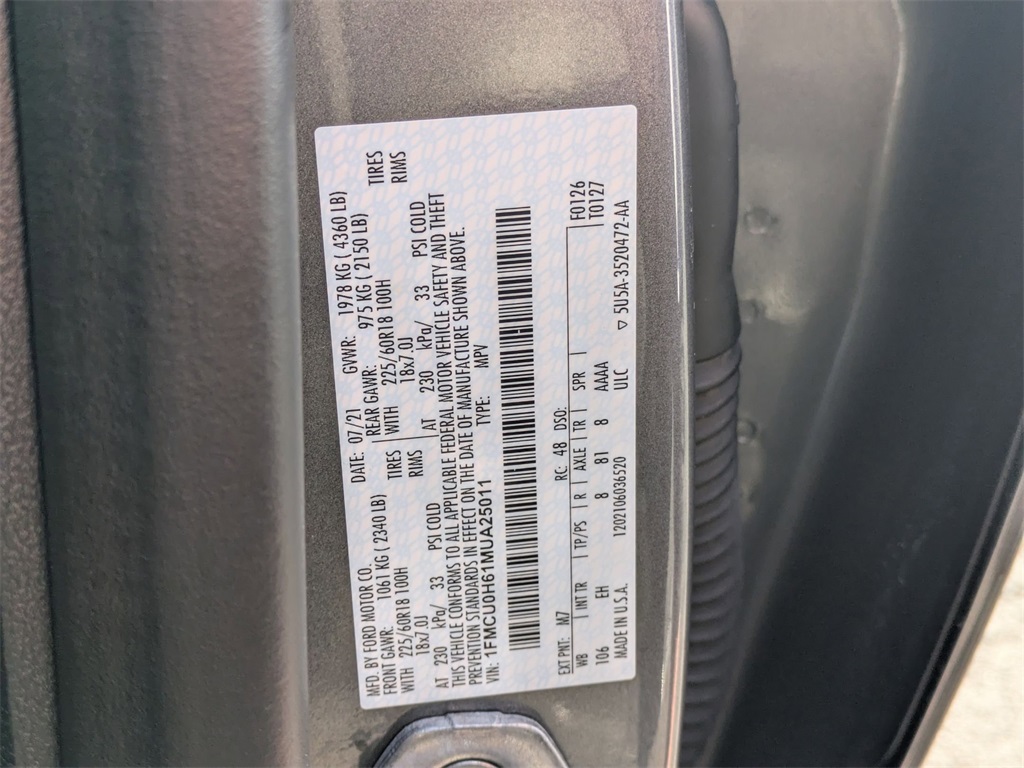 MFD. BY FORD MOTOR CO. DATE: 07/21 GVWR: 1978 KG ( 4360 LB)
FRONT GAWR: 1061 KG ( 2340 LB) REAR GAWR: 975 KG ( 2150 LB)
WITH 225/60R18 100H TIRES WITH 225/60R18 100H TIRES
18x7.0J RIMS 18x7.0J RIMS
AT 230 kPa/ 33 PSI COLD AT 230 kPa/ 33 PSI COLD
THIS VEHICLE CONFORMS TO ALL APPLICABLE FEDERAL MOTOR VEHICLE SAFETY AND THEFT
PREVENTION STANDARDS IN EFFECT ON THE DATE OF MANUFACTURE SHOWN ABOVE.
VIN: 1FMCU0H61MUA25011 TYPE: MPV
EXT PNT: M7 RC: 48 DSO: F0126
WB | INT TR | TP/PS | R | AXLE | TR | SPR | T0127
106 EH 8 81 8 AAAA
MADE IN U.S.A. 1202106036520 ULC ▽ 5U5A-3520472-AA